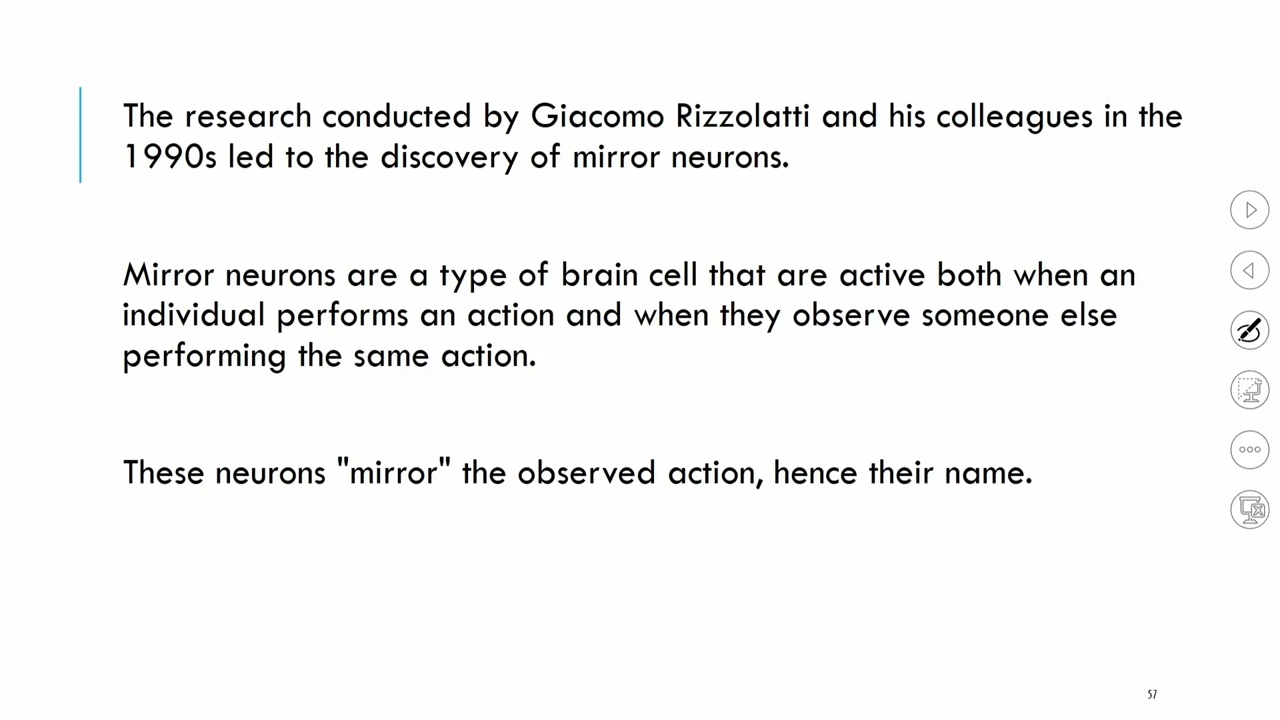 The research conducted by Giacomo Rizzolatti and his colleagues in the
1990s led to the discovery of mirror neurons.
Mirror neurons are a type of brain cell that are active both when an
individual performs an action and when they observe someone else
performing the same action.
These neurons "mirror" the observed action, hence their name.
57